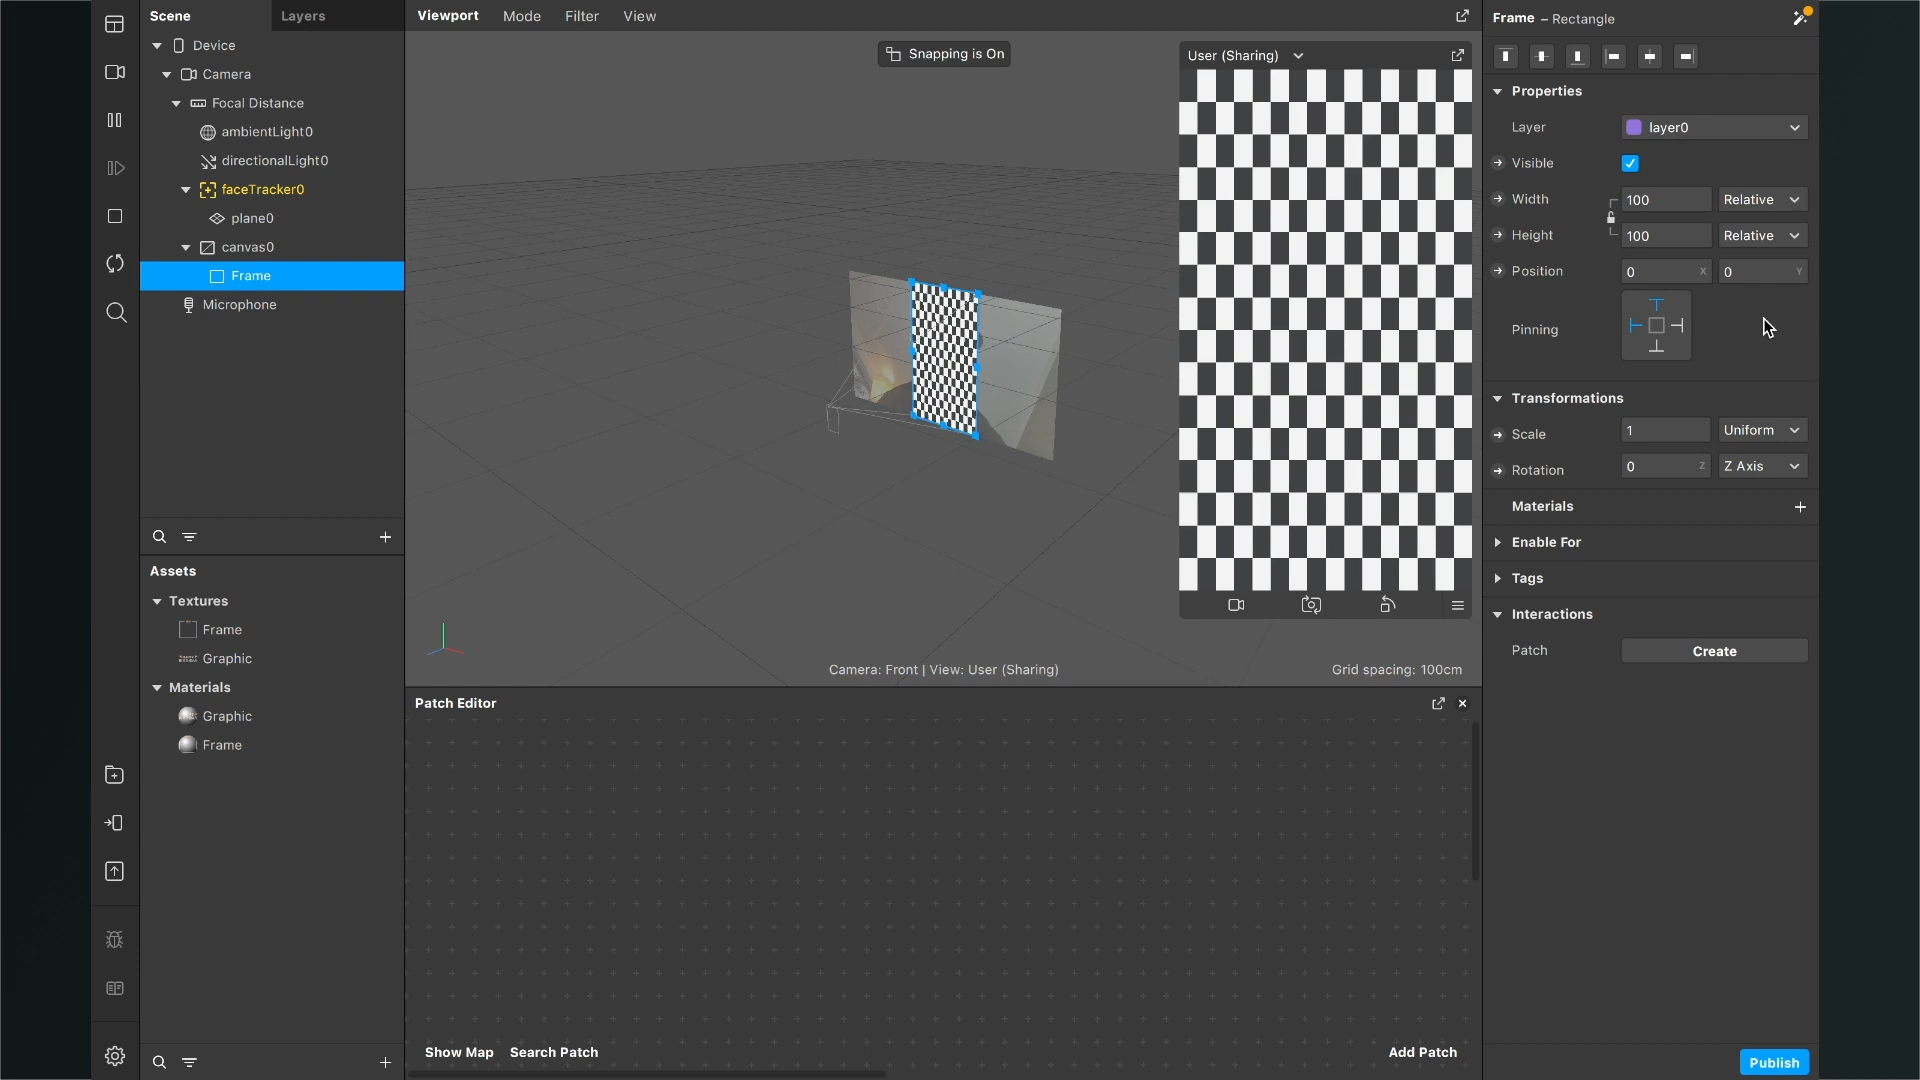 Scene
Layers
Device
Camera
Focal Distance
ambientLight0
directionalLight0
faceTracker0
plane0
canvas0
Frame
Microphone
Assets
Textures
Frame
Graphic
Materials
Graphic
Frame
Viewport
Mode
Filter
View
Snapping is On
User (Sharing)
Camera: Front | View: User (Sharing)
Grid spacing: 100cm
Patch Editor
Show Map
Search Patch
Add Patch
Frame – Rectangle
Properties
Layer
layer0
Visible
Width
100
Relative
Height
100
Relative
Position
0 X
0 Y
Pinning
Transformations
Scale
1
Uniform
Rotation
0 Z
Z Axis
Materials
Enable For
Tags
Interactions
Patch
Create
Publish